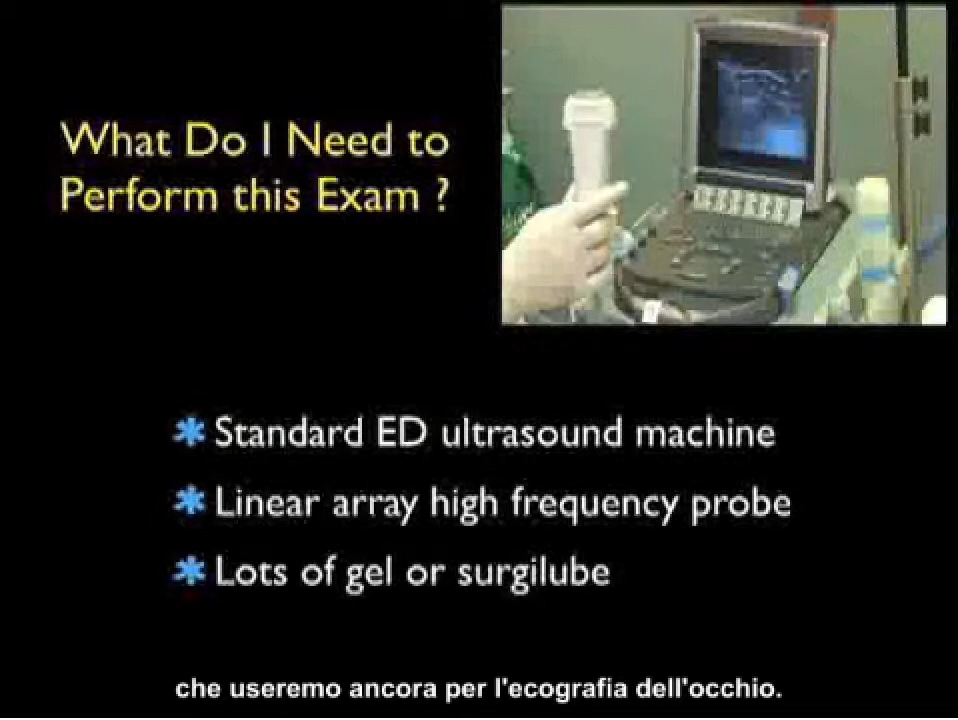 What Do I Need to
Perform this Exam ?
✱ Standard ED ultrasound machine
✱ Linear array high frequency probe
✱ Lots of gel or surgilube
che useremo ancora per l'ecografia dell'occhio.